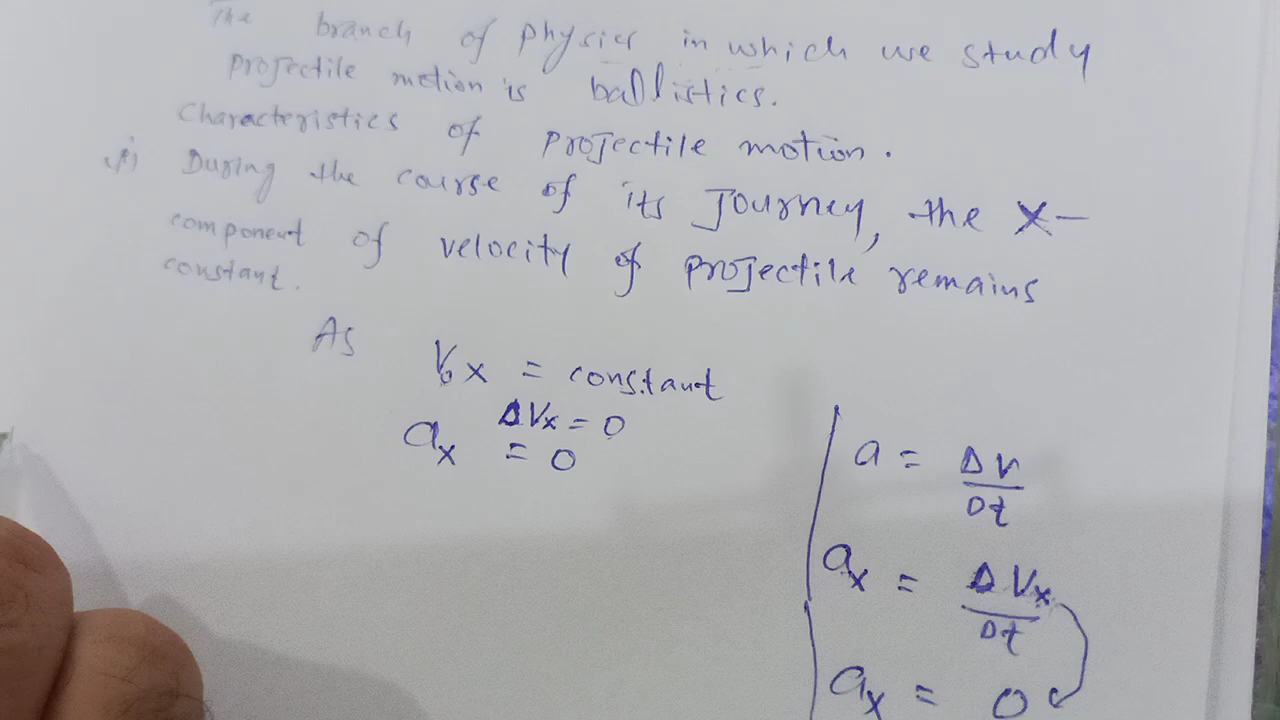 The branch of physics in which we study
projectile motion is ballistics.
Characteristics of projectile motion.
(i) During the course of its Journey, the X-
component of velocity of projectile remains
constant.
As
Vox = constant
ΔVx = 0
ax = 0
a = ΔV/Δt
ax = ΔVx/Δt
ax = 0